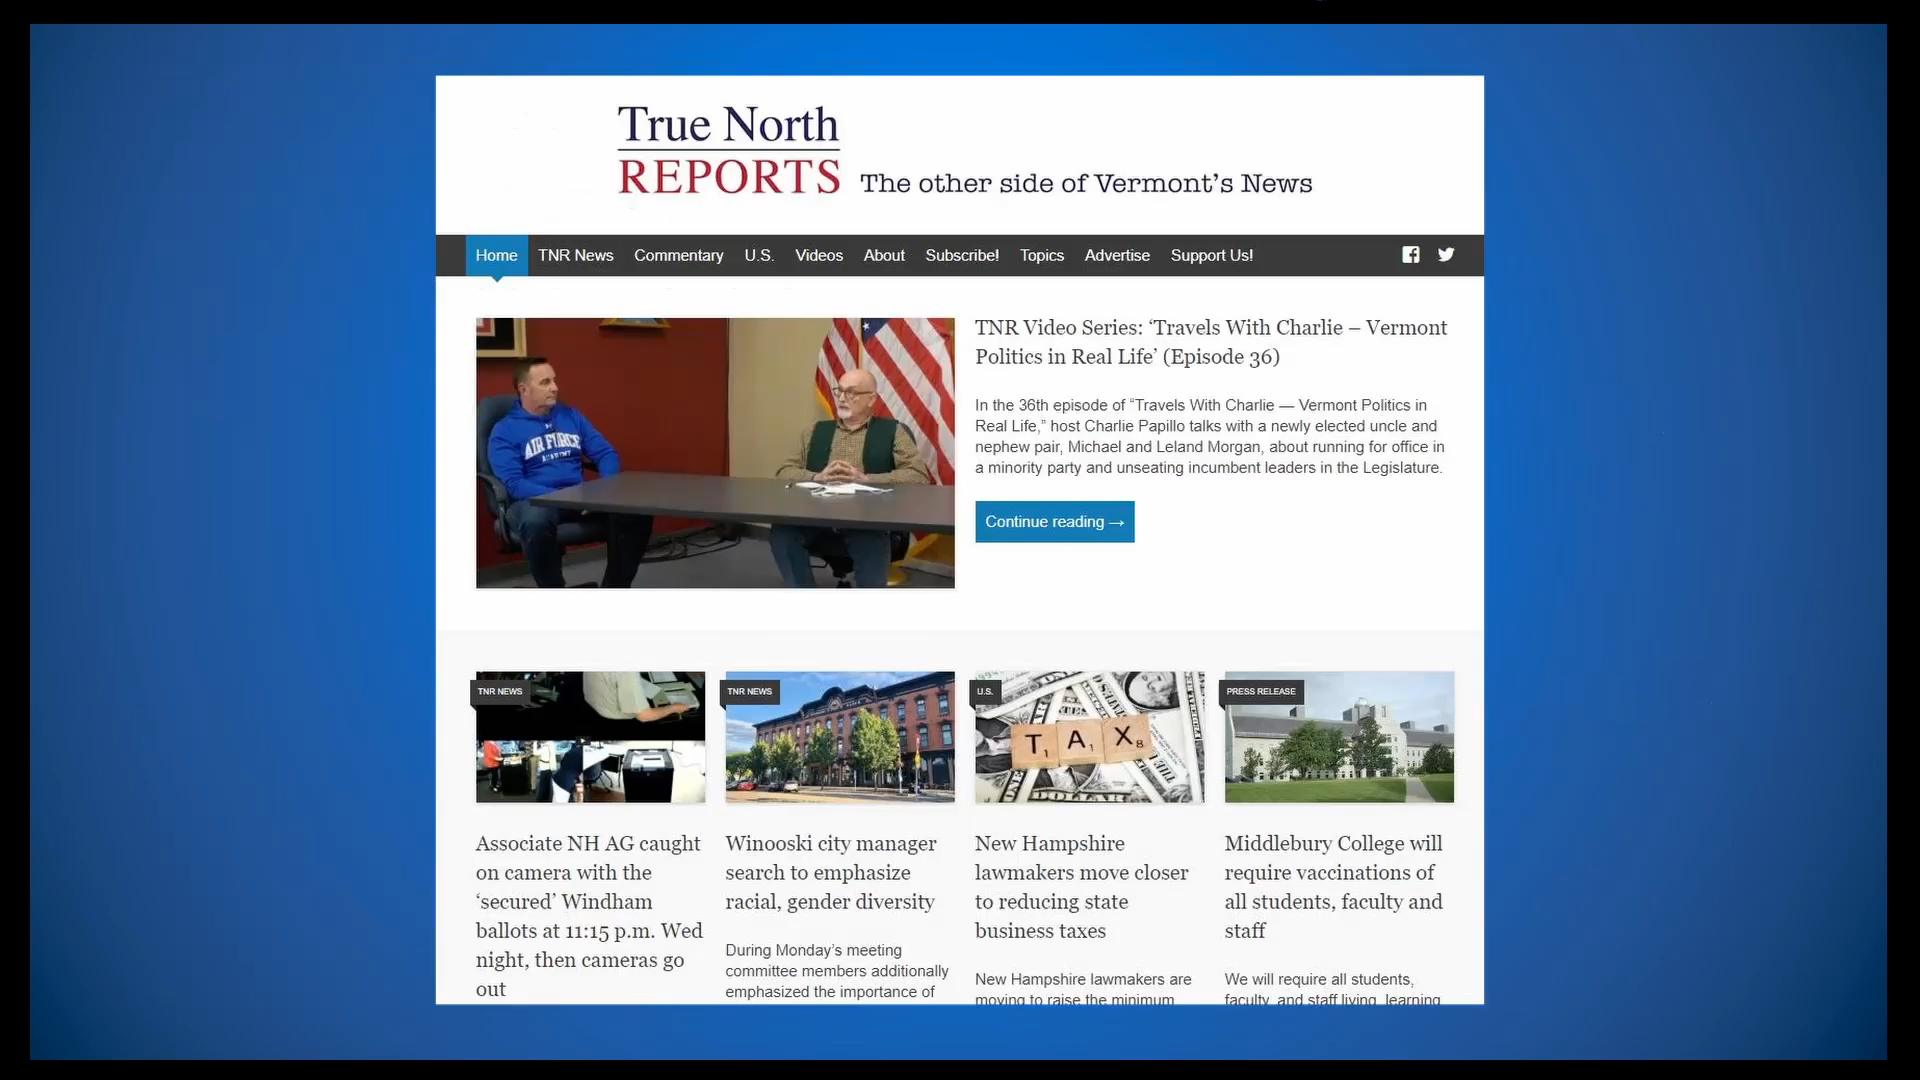 True North
REPORTS
The other side of Vermont's News
Home TNR News Commentary U.S. Videos About Subscribe! Topics Advertise Support Us!
AIR FORCE
ACADEMY
TNR Video Series: ‘Travels With Charlie – Vermont
Politics in Real Life’ (Episode 36)
In the 36th episode of “Travels With Charlie — Vermont Politics in
Real Life,” host Charlie Papillo talks with a newly elected uncle and
nephew pair, Michael and Leland Morgan, about running for office in
a minority party and unseating incumbent leaders in the Legislature.
Continue reading →
TNR NEWS
Associate NH AG caught
on camera with the
‘secured’ Windham
ballots at 11:15 p.m. Wed
night, then cameras go
out
TNR NEWS
Winooski city manager
search to emphasize
racial, gender diversity
During Monday’s meeting
committee members additionally
emphasized the importance of
U.S.
T1 A1 X8
DOLLAR
New Hampshire
lawmakers move closer
to reducing state
business taxes
New Hampshire lawmakers are
moving to raise the minimum
PRESS RELEASE
Middlebury College will
require vaccinations of
all students, faculty and
staff
We will require all students,
faculty, and staff living, learning